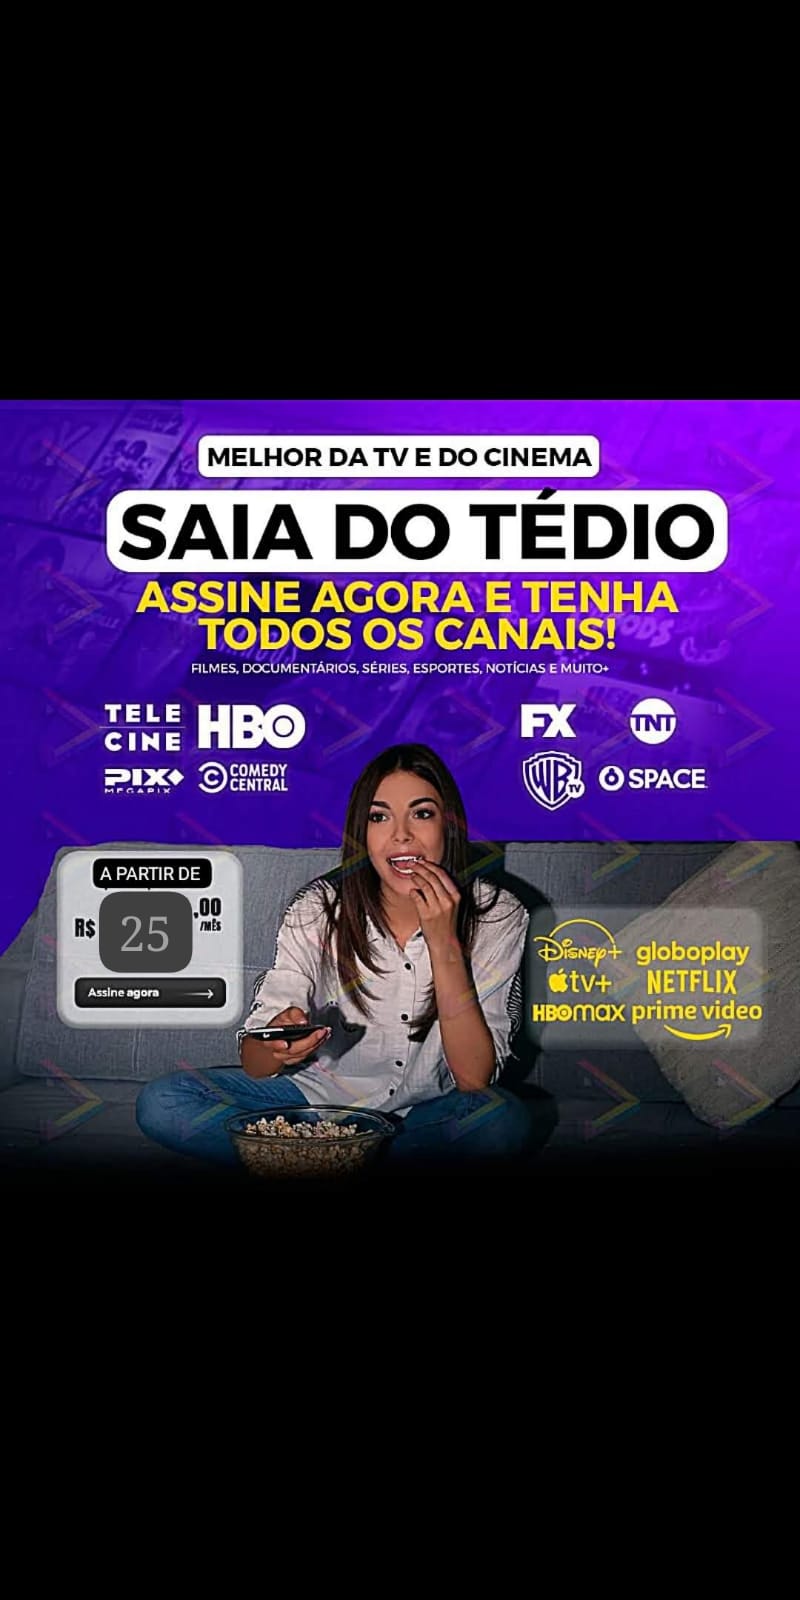 MELHOR DA TV E DO CINEMA
SAIA DO TÉDIO
ASSINE AGORA E TENHA
TODOS OS CANAIS!
FILMES, DOCUMENTÁRIOS, SÉRIES, ESPORTES, NOTÍCIAS E MUITO+
TELE
CINE
HBO
FX
TNT
PIX
MEGAPIX
COMEDY
CENTRAL
WB
TV
SPACE
A PARTIR DE
R$ 25 ,00
/MÊS
Assine agora
Disney+ globoplay
tv+ NETFLIX
HBOmax prime video